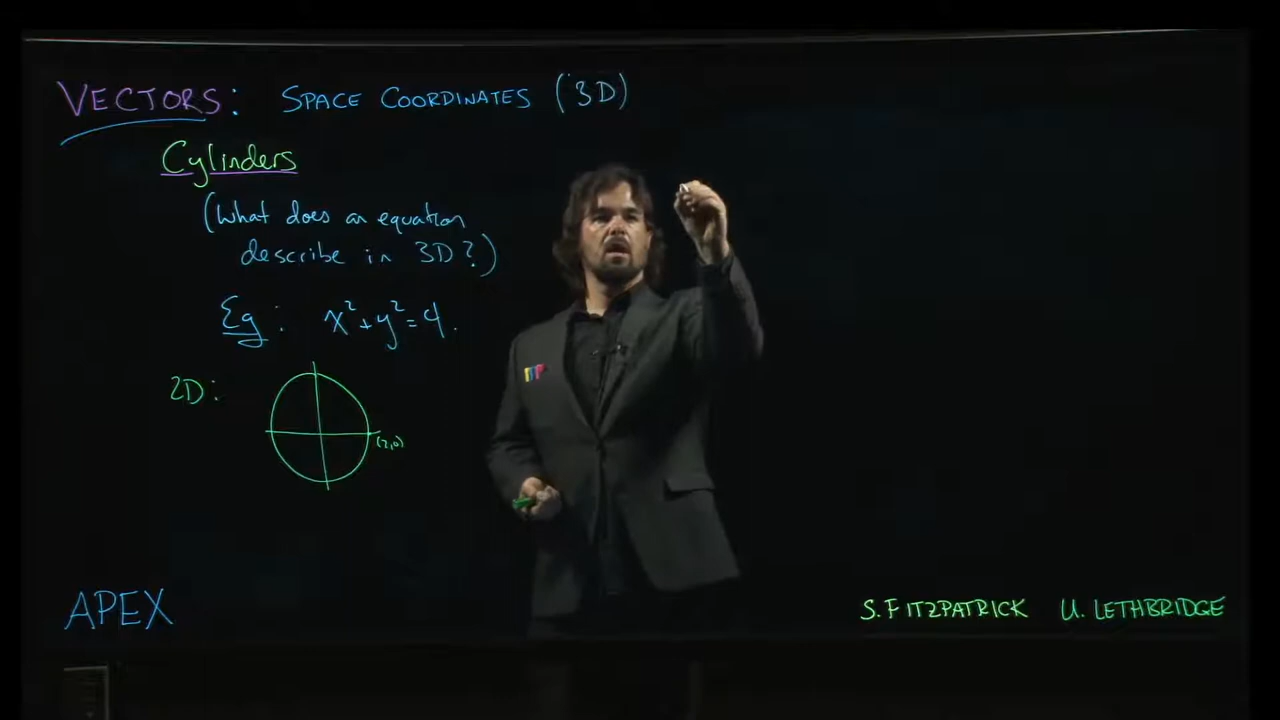 VECTORS: SPACE COORDINATES (3D)
Cylinders
(What does an equation
describe in 3D?)
Eg: x²+y²=4.
2D:
(2,0)
APEX
S. FITZPATRICK U. LETHBRIDGE